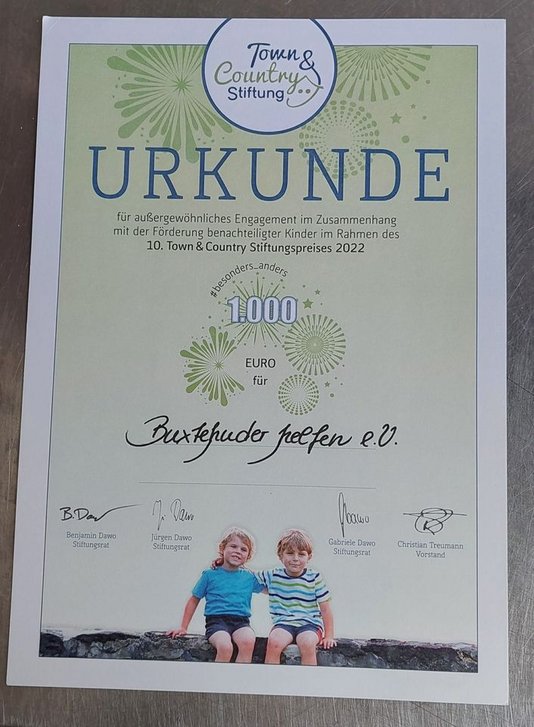 Town &
Country
Stiftung
URKUNDE
für außergewöhnliches Engagement im Zusammenhang
mit der Förderung benachteiligter Kinder im Rahmen des
10. Town & Country Stiftungspreises 2022
#besonders_anders
1.000
EURO
für
Buxtehuder helfen e.V.
B. Dawo
J. Dawo
Benjamin Dawo
Stiftungsrat
Jürgen Dawo
Stiftungsrat
Gabriele Dawo
Stiftungsrat
Christian Treumann
Vorstand